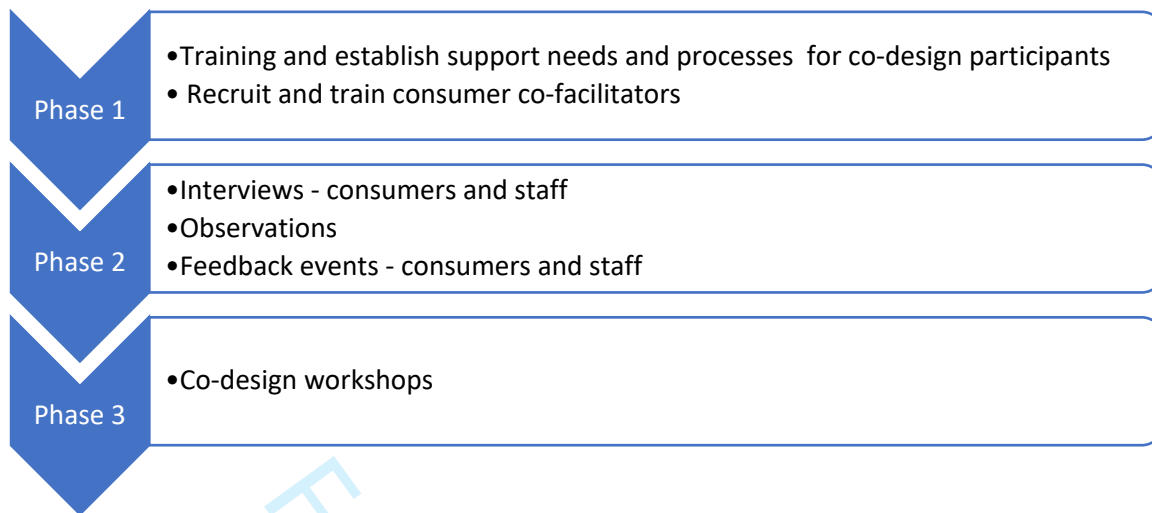 Phase 1
•Training and establish support needs and processes  for co-design participants
• Recruit and train consumer co-facilitators
Phase 2
•Interviews - consumers and staff
•Observations
•Feedback events - consumers and staff
Phase 3
•Co-design workshops